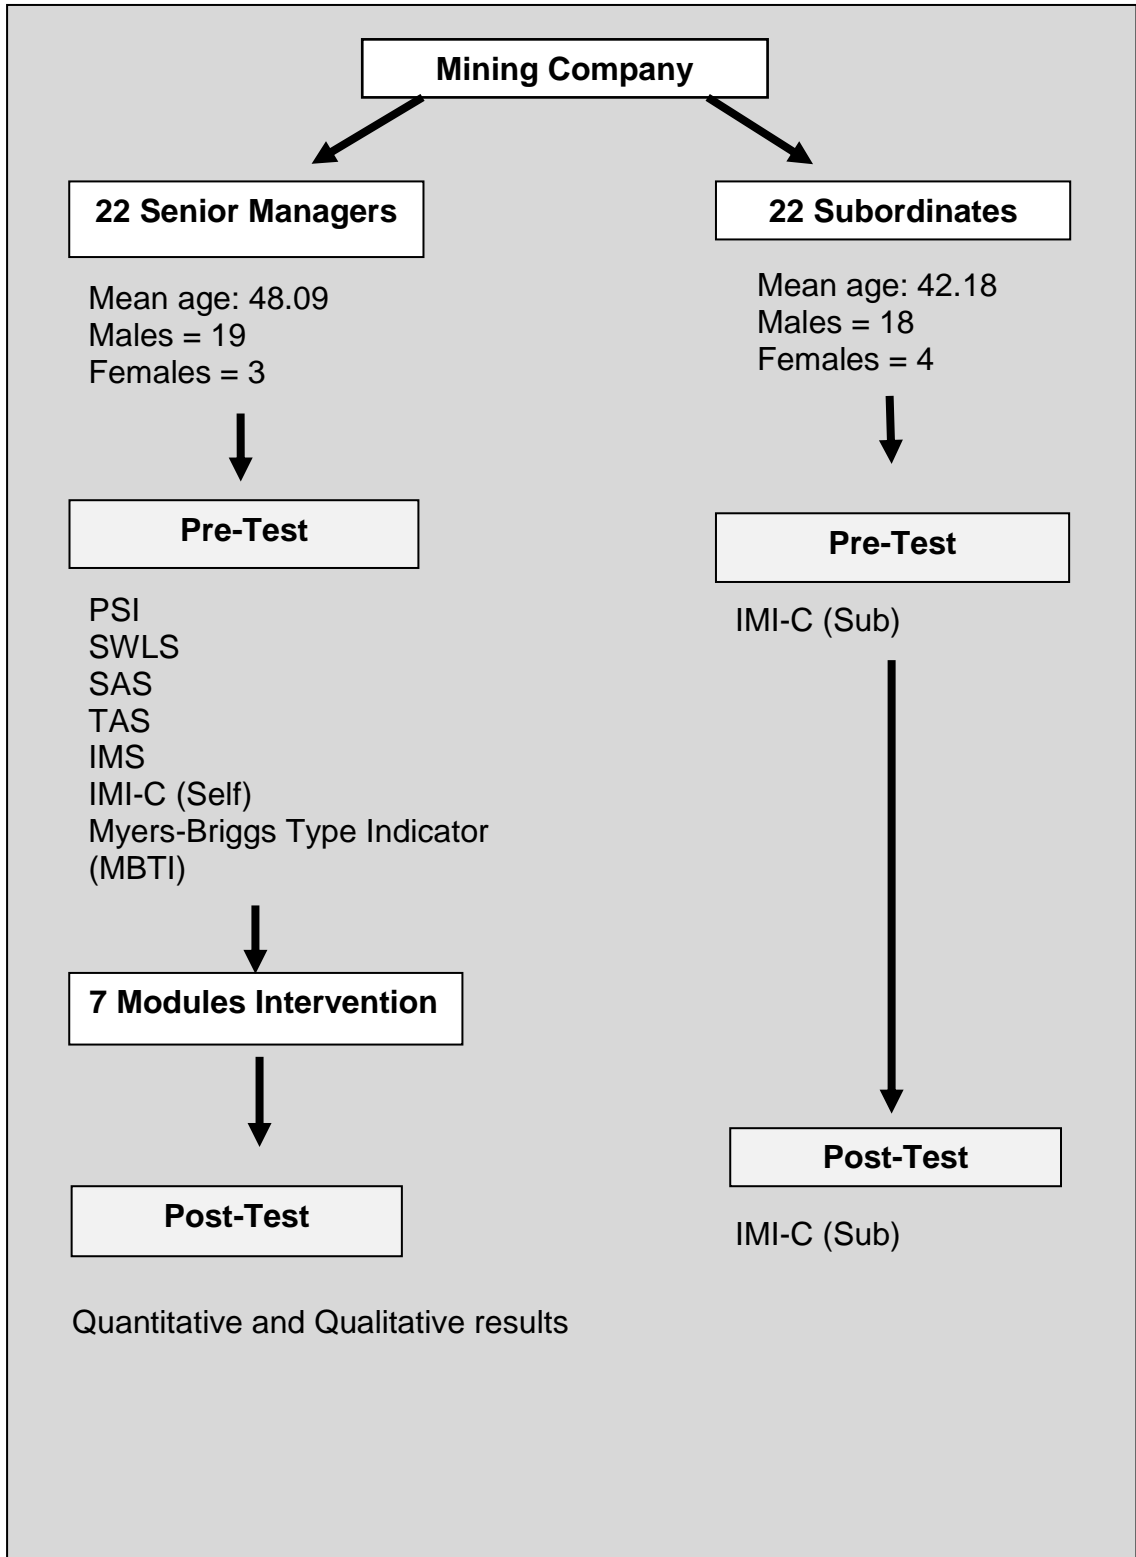 Mining Company
22 Senior Managers
Mean age: 48.09
Males = 19
Females = 3
Pre-Test
PSI
SWLS
SAS
TAS
IMS
IMI-C (Self)
Myers-Briggs Type Indicator
(MBTI)
7 Modules Intervention
Post-Test
Quantitative and Qualitative results
22 Subordinates
Mean age: 42.18
Males = 18
Females = 4
Pre-Test
IMI-C (Sub)
Post-Test
IMI-C (Sub)